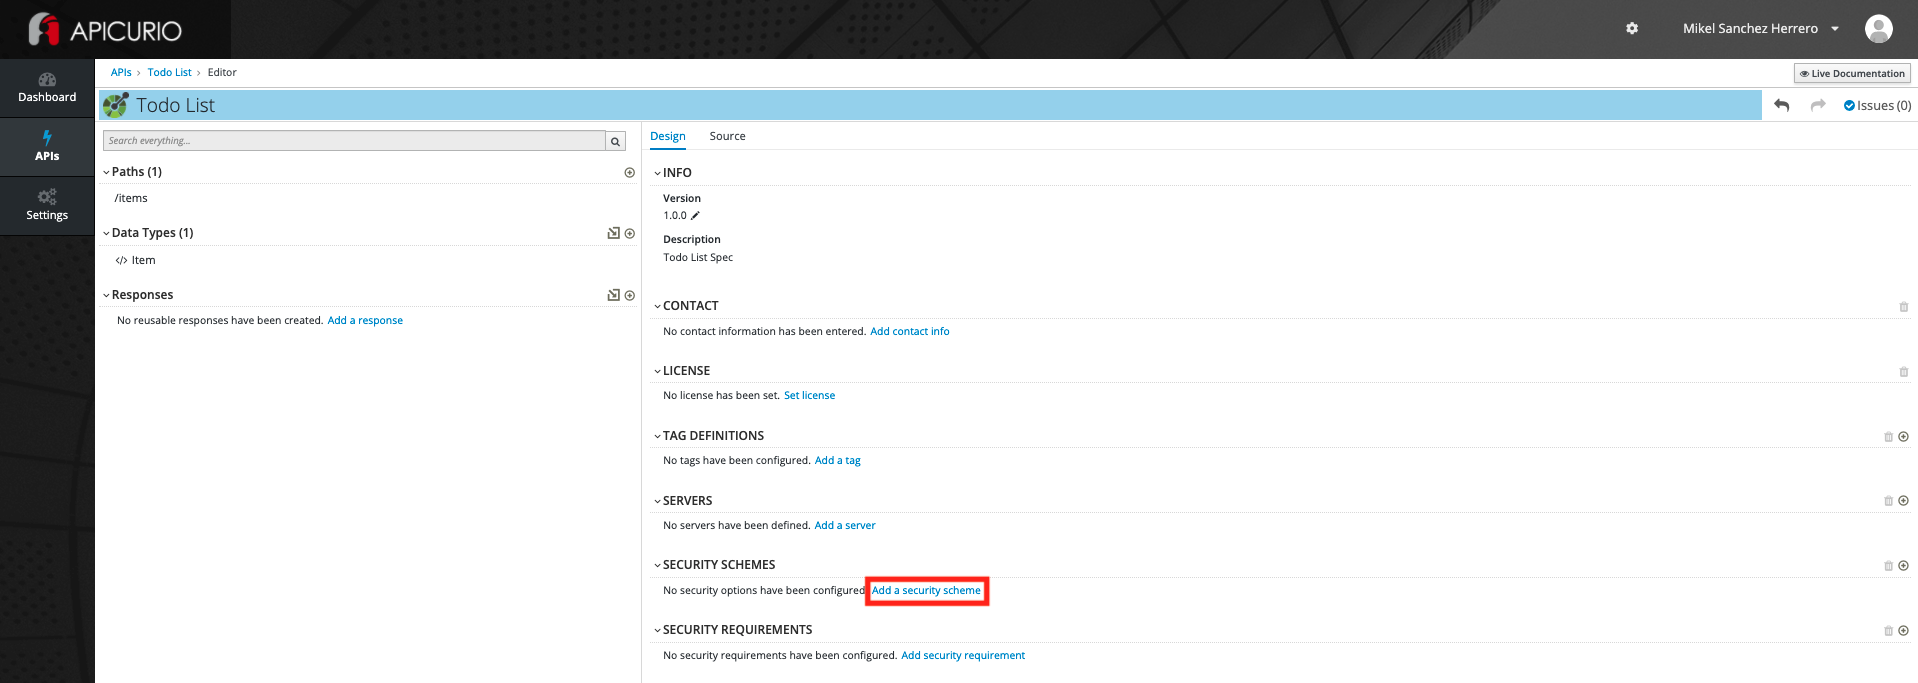 APICURIO
Mikel Sanchez Herrero
Dashboard
APIs
Settings
APIs › Todo List › Editor
Live Documentation
Todo List
Issues (0)
Search everything...
Paths (1)
/items
Data Types (1)
</> Item
Responses
No reusable responses have been created. Add a response
Design Source
INFO
Version
1.0.0
Description
Todo List Spec
CONTACT
No contact information has been entered. Add contact info
LICENSE
No license has been set. Set license
TAG DEFINITIONS
No tags have been configured. Add a tag
SERVERS
No servers have been defined. Add a server
SECURITY SCHEMES
No security options have been configured Add a security scheme
SECURITY REQUIREMENTS
No security requirements have been configured. Add security requirement